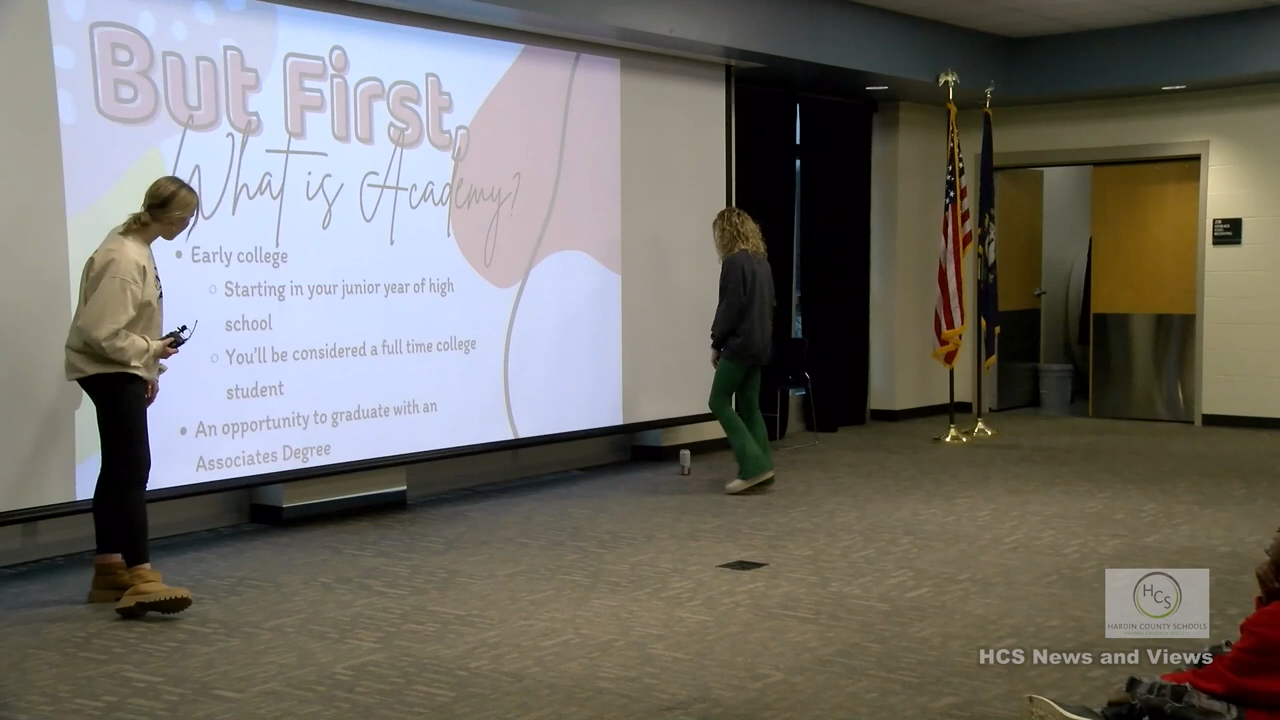 But First,
What is Academy?
• Early college
○ Starting in your junior year of high
school
○ You'll be considered a full time college
student
• An opportunity to graduate with an
Associates Degree
HCS
HARDIN COUNTY SCHOOLS
HCS News and Views